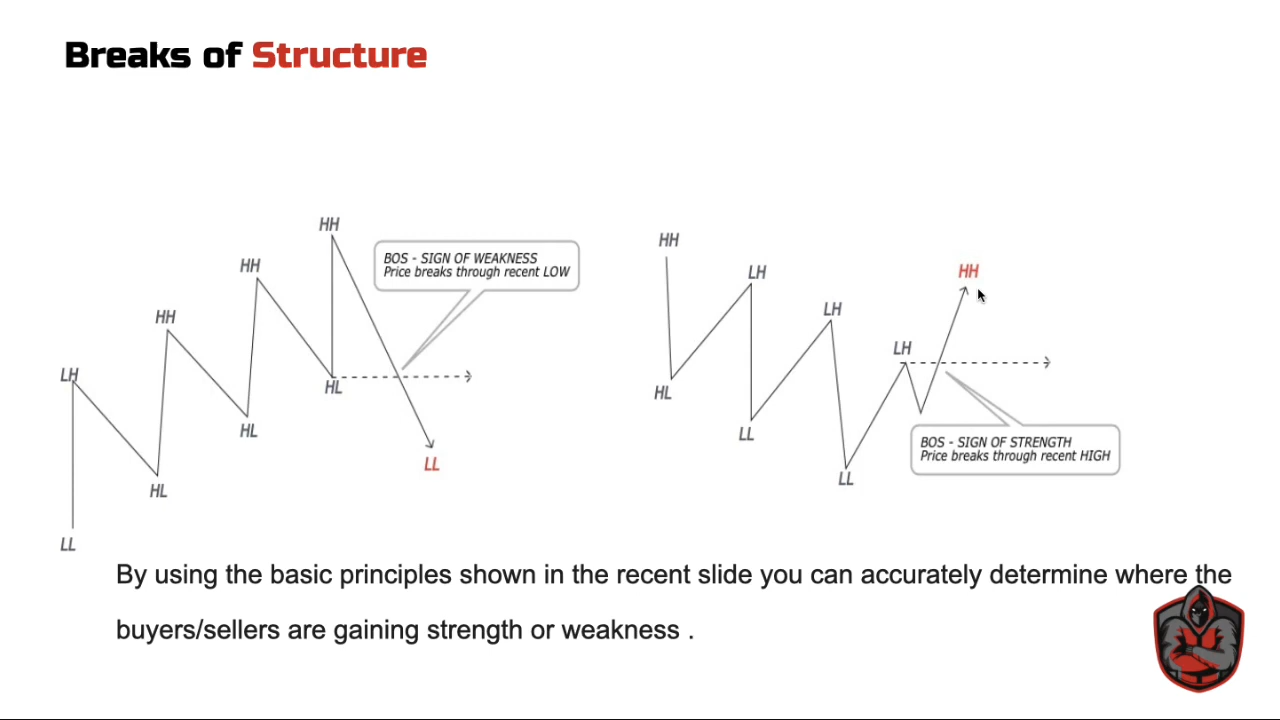 Breaks of Structure
HH
BOS - SIGN OF WEAKNESS
Price breaks through recent LOW
HH
HH
LH
HL
HL
HL
LL
LL
HH
LH
HH
LH
LH
HL
LL
LL
BOS - SIGN OF STRENGTH
Price breaks through recent HIGH
By using the basic principles shown in the recent slide you can accurately determine where the
buyers/sellers are gaining strength or weakness .